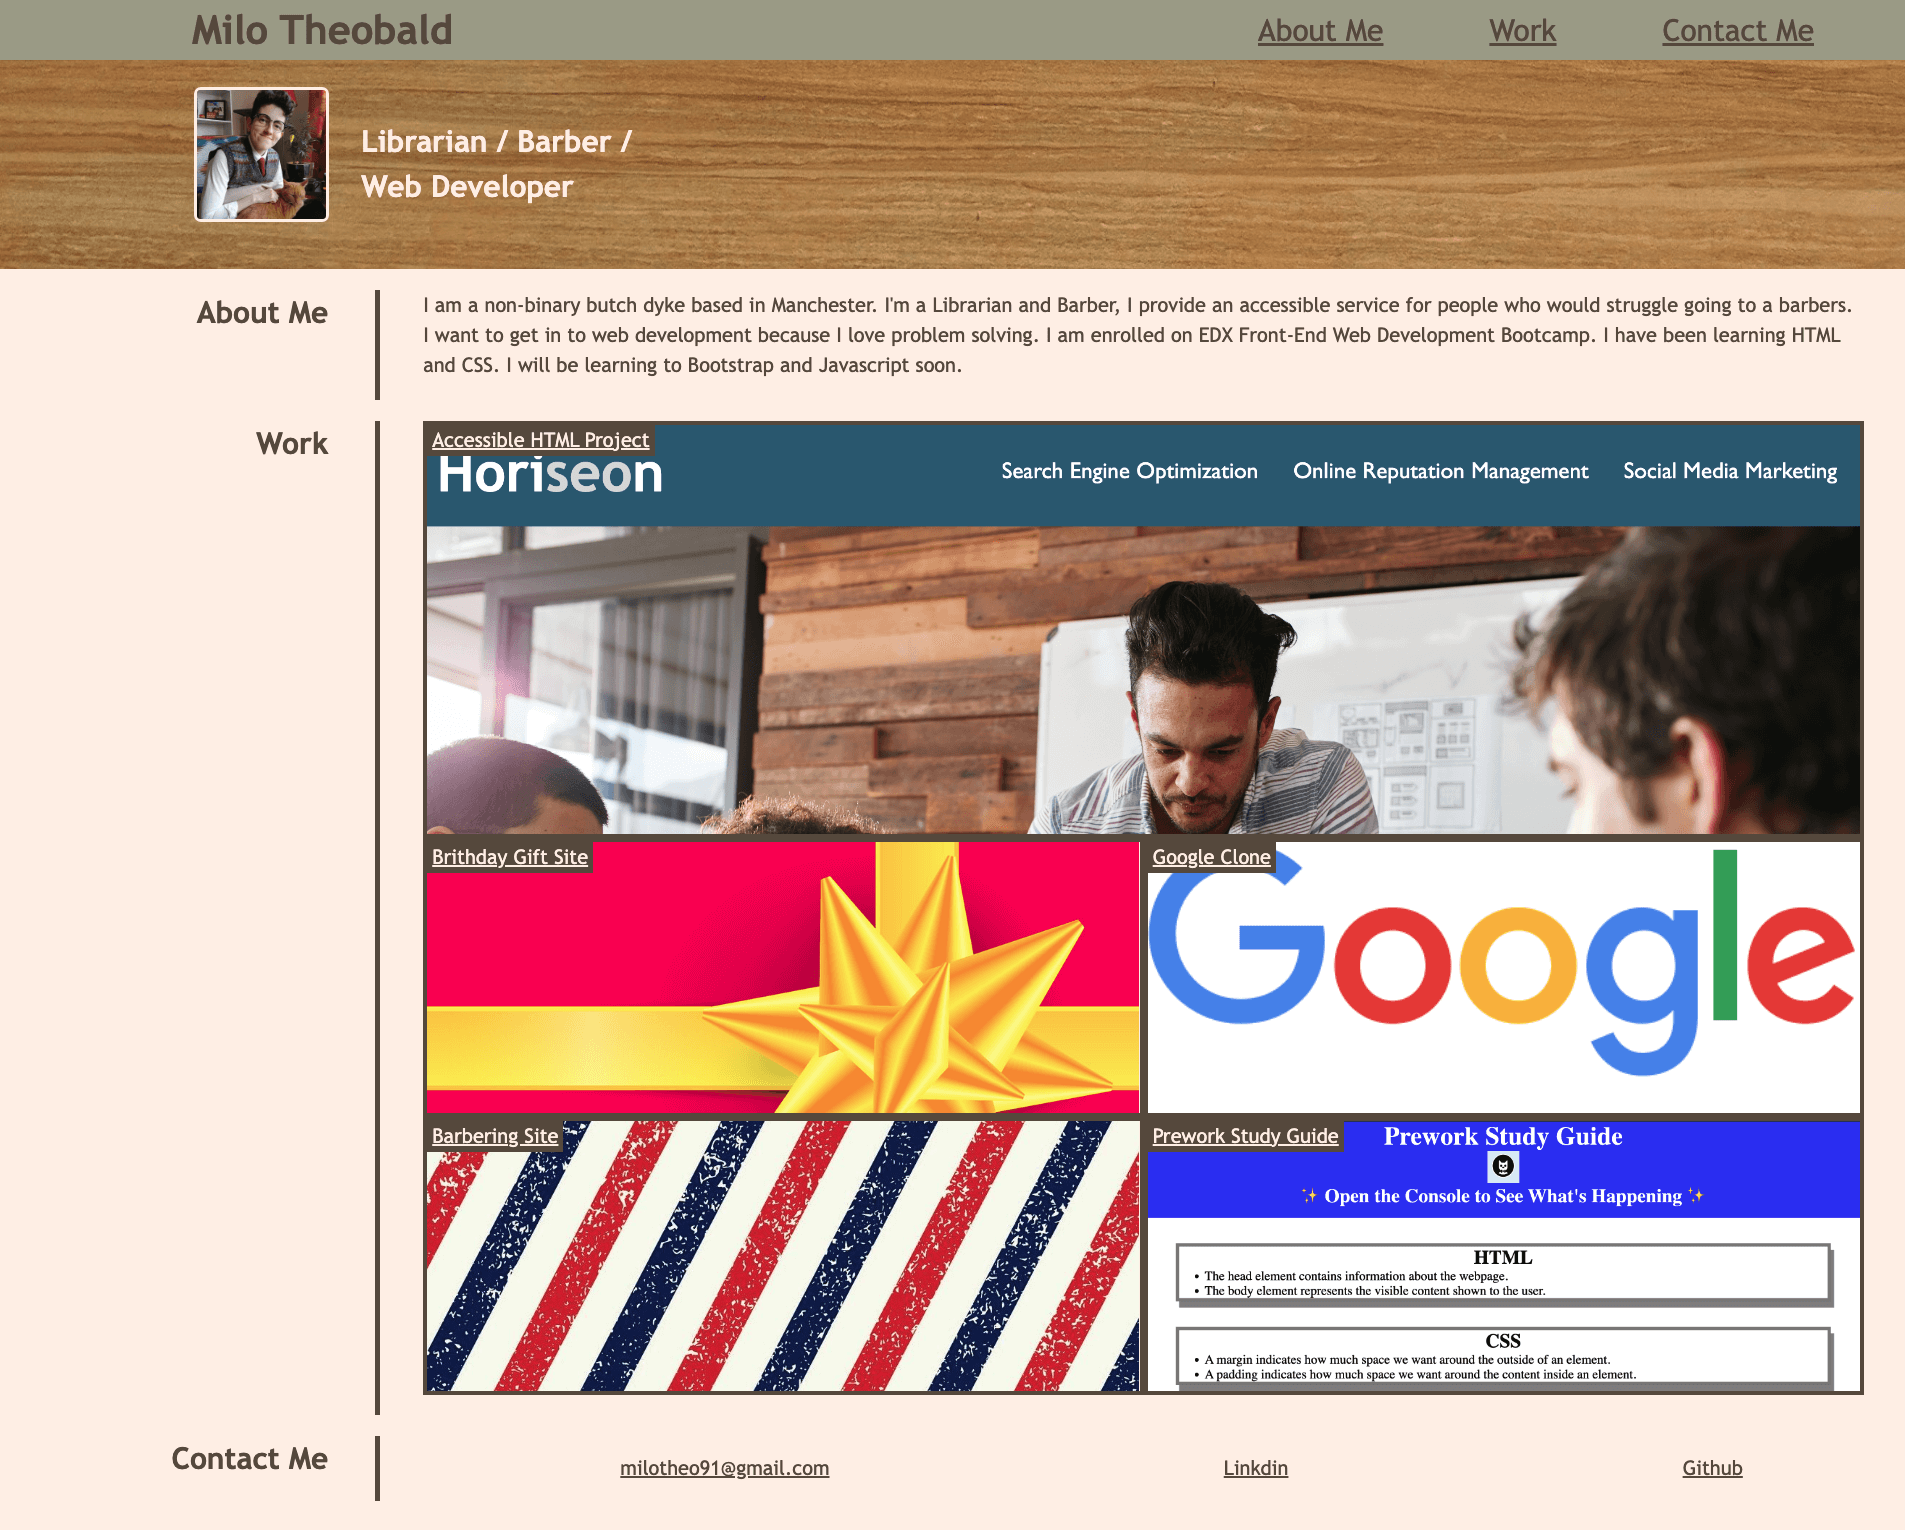 Milo Theobald
About Me
Work
Contact Me
Librarian / Barber /
Web Developer
About Me
I am a non-binary butch dyke based in Manchester. I'm a Librarian and Barber, I provide an accessible service for people who would struggle going to a barbers.
I want to get in to web development because I love problem solving. I am enrolled on EDX Front-End Web Development Bootcamp. I have been learning HTML
and CSS. I will be learning to Bootstrap and Javascript soon.
Work
Accessible HTML Project
Horiseon
Search Engine Optimization
Online Reputation Management
Social Media Marketing
Brithday Gift Site
Google Clone
Google
Barbering Site
Prework Study Guide
Prework Study Guide
✨ Open the Console to See What's Happening ✨
HTML
• The head element contains information about the webpage.
• The body element represents the visible content shown to the user.
CSS
• A margin indicates how much space we want around the outside of an element.
• A padding indicates how much space we want around the content inside an element.
Contact Me
milotheo91@gmail.com
Linkdin
Github